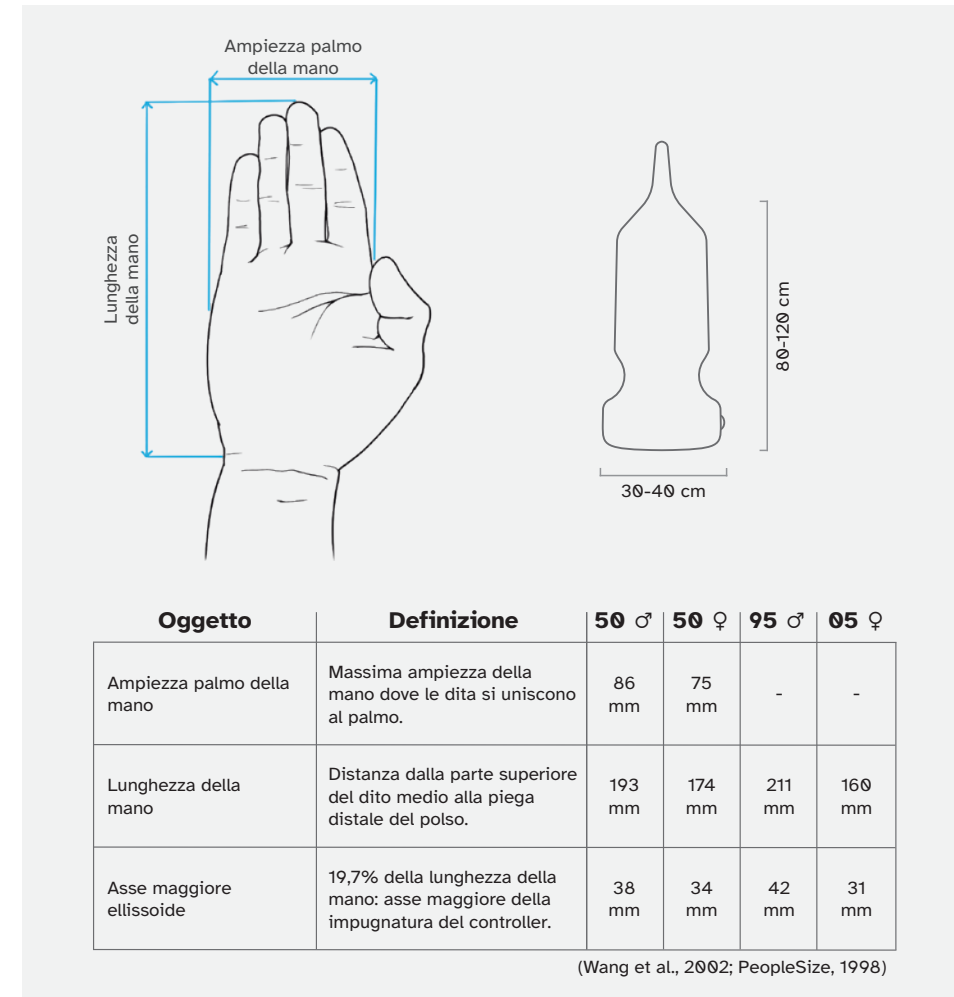 Ampiezza palmo
della mano
Lunghezza
della mano
80-120 cm
30-40 cm
Oggetto Definizione 50 ♂ 50 ♀ 95 ♂ 05 ♀
Ampiezza palmo della
mano
Massima ampiezza della
mano dove le dita si uniscono
al palmo.
86
mm
75
mm
-
-
Lunghezza della
mano
Distanza dalla parte superiore
del dito medio alla piega
distale del polso.
193
mm
174
mm
211
mm
160
mm
Asse maggiore
ellissoide
19,7% della lunghezza della
mano: asse maggiore della
impugnatura del controller.
38
mm
34
mm
42
mm
31
mm
(Wang et al., 2002; PeopleSize, 1998)